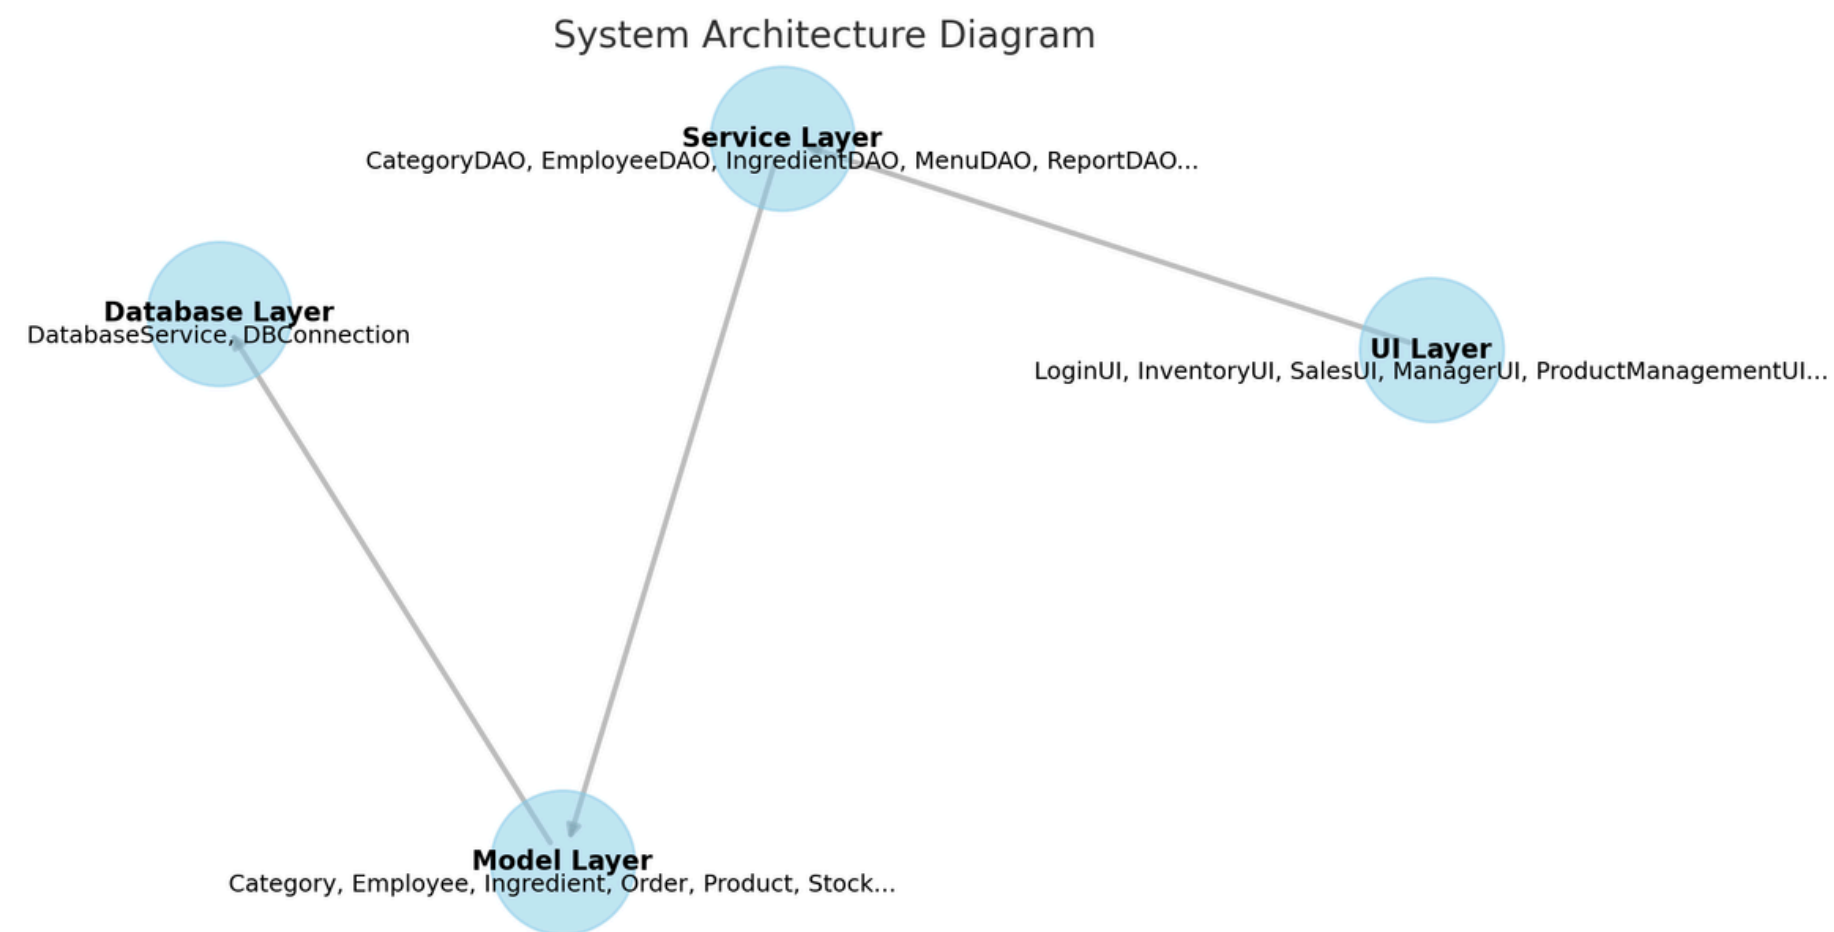 System Architecture Diagram
Service Layer
CategoryDAO, EmployeeDAO, IngredientDAO, MenuDAO, ReportDAO...
Database Layer
DatabaseService, DBConnection
UI Layer
LoginUI, InventoryUI, SalesUI, ManagerUI, ProductManagementUI...
Model Layer
Category, Employee, Ingredient, Order, Product, Stock...